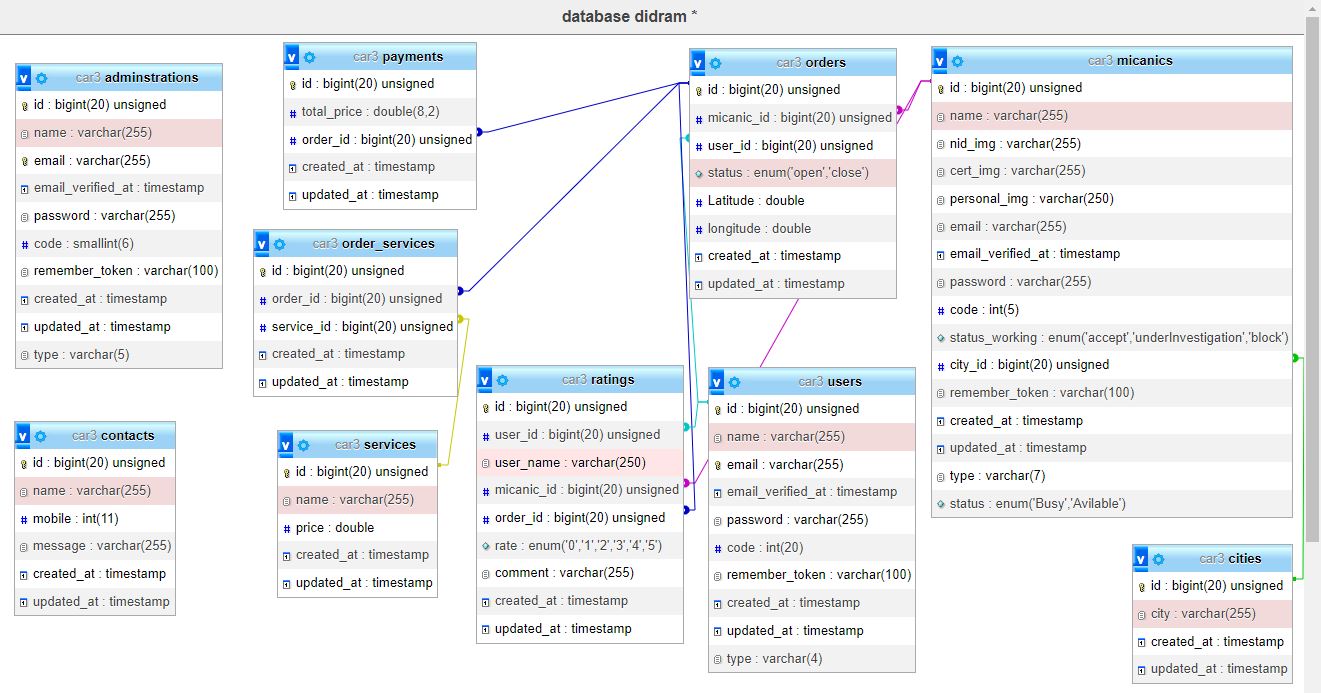 database didram *
car3 adminstrations
id : bigint(20) unsigned
name : varchar(255)
email : varchar(255)
email_verified_at : timestamp
password : varchar(255)
code : smallint(6)
remember_token : varchar(100)
created_at : timestamp
updated_at : timestamp
type : varchar(5)
car3 contacts
id : bigint(20) unsigned
name : varchar(255)
mobile : int(11)
message : varchar(255)
created_at : timestamp
updated_at : timestamp
car3 payments
id : bigint(20) unsigned
total_price : double(8,2)
order_id : bigint(20) unsigned
created_at : timestamp
updated_at : timestamp
car3 order_services
id : bigint(20) unsigned
order_id : bigint(20) unsigned
service_id : bigint(20) unsigned
created_at : timestamp
updated_at : timestamp
car3 services
id : bigint(20) unsigned
name : varchar(255)
price : double
created_at : timestamp
updated_at : timestamp
car3 ratings
id : bigint(20) unsigned
user_id : bigint(20) unsigned
user_name : varchar(250)
micanic_id : bigint(20) unsigned
order_id : bigint(20) unsigned
rate : enum('0','1','2','3','4','5')
comment : varchar(255)
created_at : timestamp
updated_at : timestamp
car3 orders
id : bigint(20) unsigned
micanic_id : bigint(20) unsigned
user_id : bigint(20) unsigned
status : enum('open','close')
Latitude : double
longitude : double
created_at : timestamp
updated_at : timestamp
car3 users
id : bigint(20) unsigned
name : varchar(255)
email : varchar(255)
email_verified_at : timestamp
password : varchar(255)
code : int(20)
remember_token : varchar(100)
created_at : timestamp
updated_at : timestamp
type : varchar(4)
car3 micanics
id : bigint(20) unsigned
name : varchar(255)
nid_img : varchar(255)
cert_img : varchar(255)
personal_img : varchar(250)
email : varchar(255)
email_verified_at : timestamp
password : varchar(255)
code : int(5)
status_working : enum('accept','underInvestigation','block')
city_id : bigint(20) unsigned
remember_token : varchar(100)
created_at : timestamp
updated_at : timestamp
type : varchar(7)
status : enum('Busy','Avilable')
car3 cities
id : bigint(20) unsigned
city : varchar(255)
created_at : timestamp
updated_at : timestamp